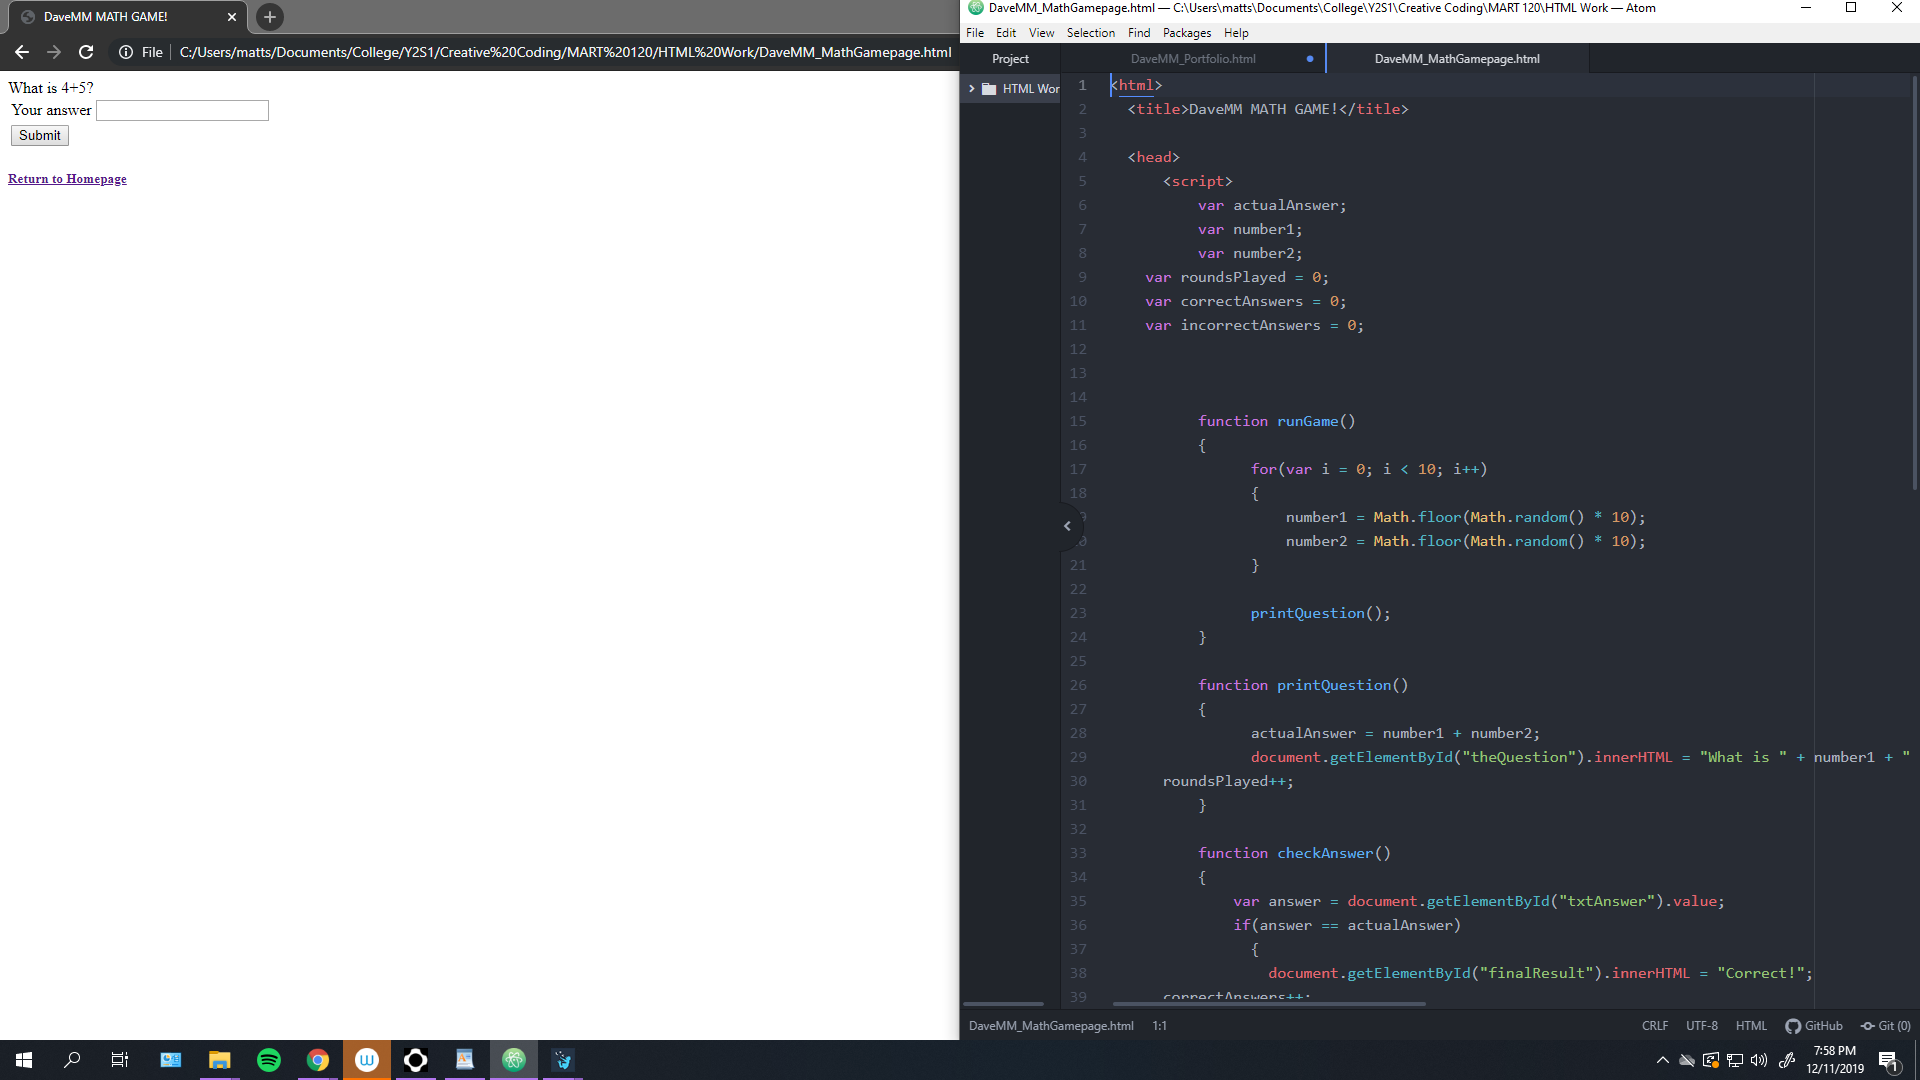 DaveMM MATH GAME!
File
C:/Users/matts/Documents/College/Y2S1/Creative%20Coding/MART%20120/HTML%20Work/DaveMM_MathGamepage.html
What is 4+5?
Your answer
Submit
Return to Homepage
DaveMM_MathGamepage.html — C:\Users\matts\Documents\College\Y2S1\Creative Coding\MART 120\HTML Work — Atom
File Edit View Selection Find Packages Help
Project
DaveMM_Portfolio.html
DaveMM_MathGamepage.html
HTML Wor
1 <html>
2 <title>DaveMM MATH GAME!</title>
3
4 <head>
5 <script>
6 var actualAnswer;
7 var number1;
8 var number2;
9 var roundsPlayed = 0;
10 var correctAnswers = 0;
11 var incorrectAnswers = 0;
12
13
14
15 function runGame()
16 {
17 for(var i = 0; i < 10; i++)
18 {
9 number1 = Math.floor(Math.random() * 10);
0 number2 = Math.floor(Math.random() * 10);
21 }
22
23 printQuestion();
24 }
25
26 function printQuestion()
27 {
28 actualAnswer = number1 + number2;
29 document.getElementById("theQuestion").innerHTML = "What is " + number1 + "
30 roundsPlayed++;
31 }
32
33 function checkAnswer()
34 {
35 var answer = document.getElementById("txtAnswer").value;
36 if(answer == actualAnswer)
37 {
38 document.getElementById("finalResult").innerHTML = "Correct!";
39 correctAnswers++;
DaveMM_MathGamepage.html 1:1
CRLF UTF-8 HTML GitHub Git (0)
7:58 PM
12/11/2019
1